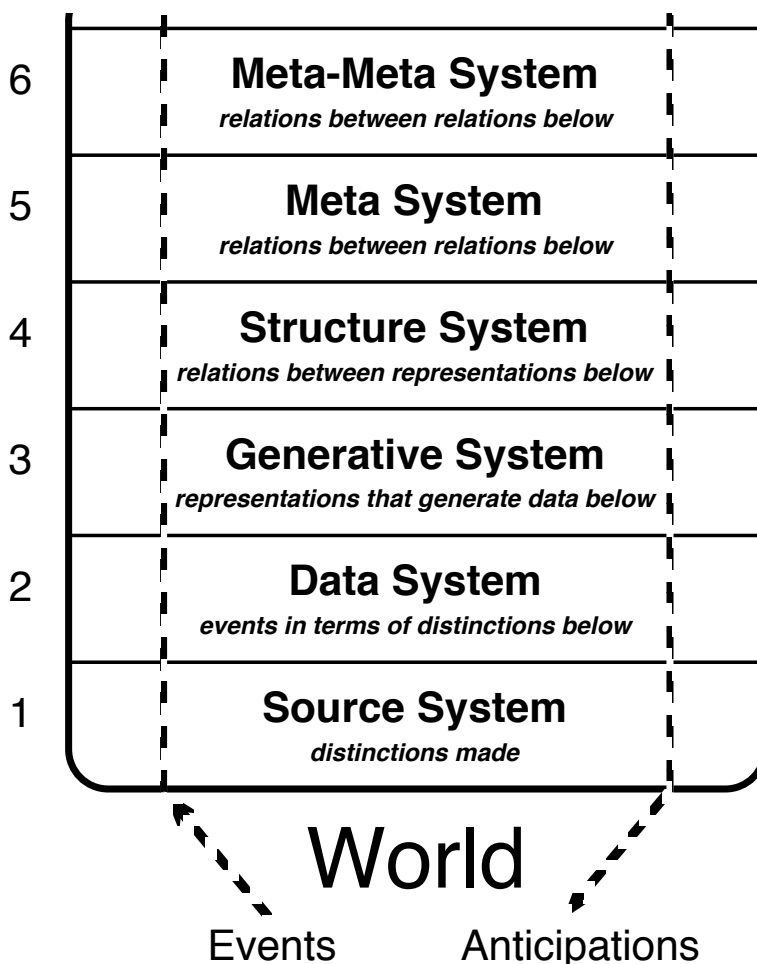 6
Meta-Meta System
relations between relations below
5
Meta System
relations between relations below
4
Structure System
relations between representations below
3
Generative System
representations that generate data below
2
Data System
events in terms of distinctions below
1
Source System
distinctions made
World
Events
Anticipations